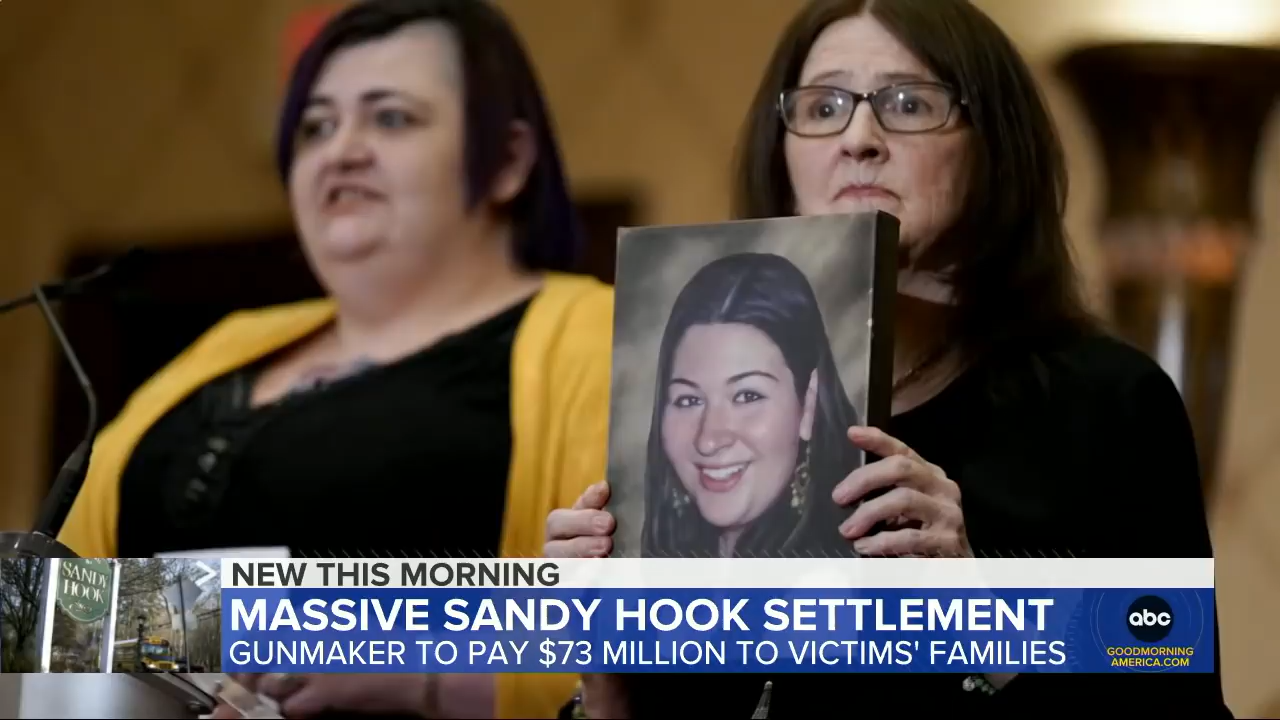 NEW THIS MORNING
SANDY
HOOK
MASSIVE SANDY HOOK SETTLEMENT
GUNMAKER TO PAY $73 MILLION TO VICTIMS' FAMILIES
abc
GOODMORNING
AMERICA.COM